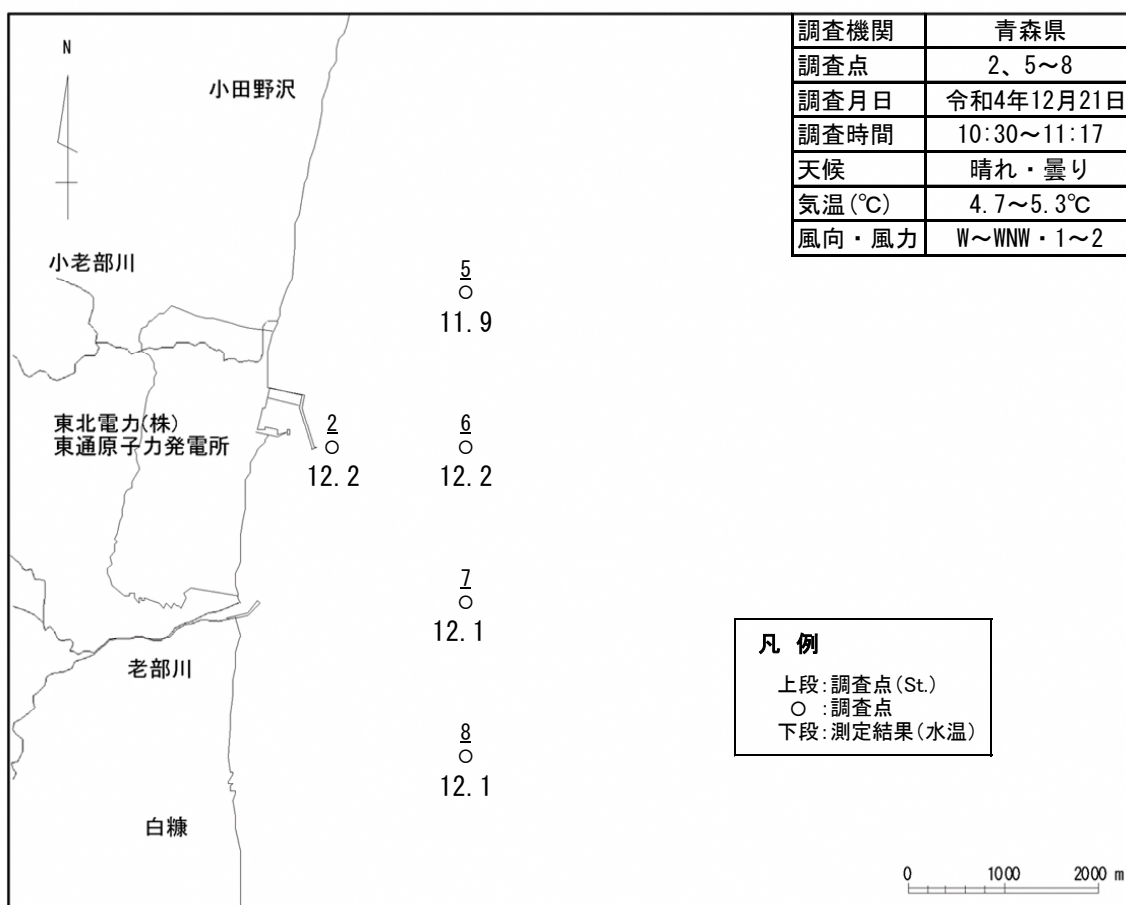 調査機関 青森県
調査点 2、5～8
調査月日 令和4年12月21日
調査時間 10:30～11:17
天候 晴れ・曇り
気温(℃) 4.7～5.3℃
風向・風力 W～WNW・1～2
N
小田野沢
小老部川
5
11.9
東北電力(株)
東通原子力発電所
2
12.2
6
12.2
7
12.1
老部川
8
12.1
白糠
凡 例
上段:調査点(St.)
○ :調査点
下段:測定結果(水温)
0 1000 2000 m